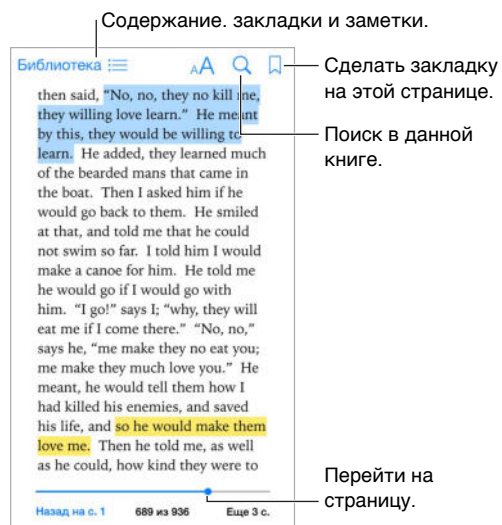 Содержание. закладки и заметки.
Библиотека
AA
Сделать закладку
на этой странице.
Поиск в данной
книге.
then said, “No, no, they no kill me,
they willing love learn.” He meant
by this, they would be willing to
learn. He added, they learned much
of the bearded mans that came in
the boat. Then I asked him if he
would go back to them. He smiled
at that, and told me that he could
not swim so far. I told him I would
make a canoe for him. He told me
he would go if I would go with
him. “I go!” says I; “why, they will
eat me if I come there.” “No, no,”
says he, “me make they no eat you;
me make they much love you.” He
meant, he would tell them how I
had killed his enemies, and saved
his life, and so he would make them
love me. Then he told me, as well
as he could, how kind they were to
Перейти на
страницу.
Назад на с. 1 689 из 936 Еще 3 с.